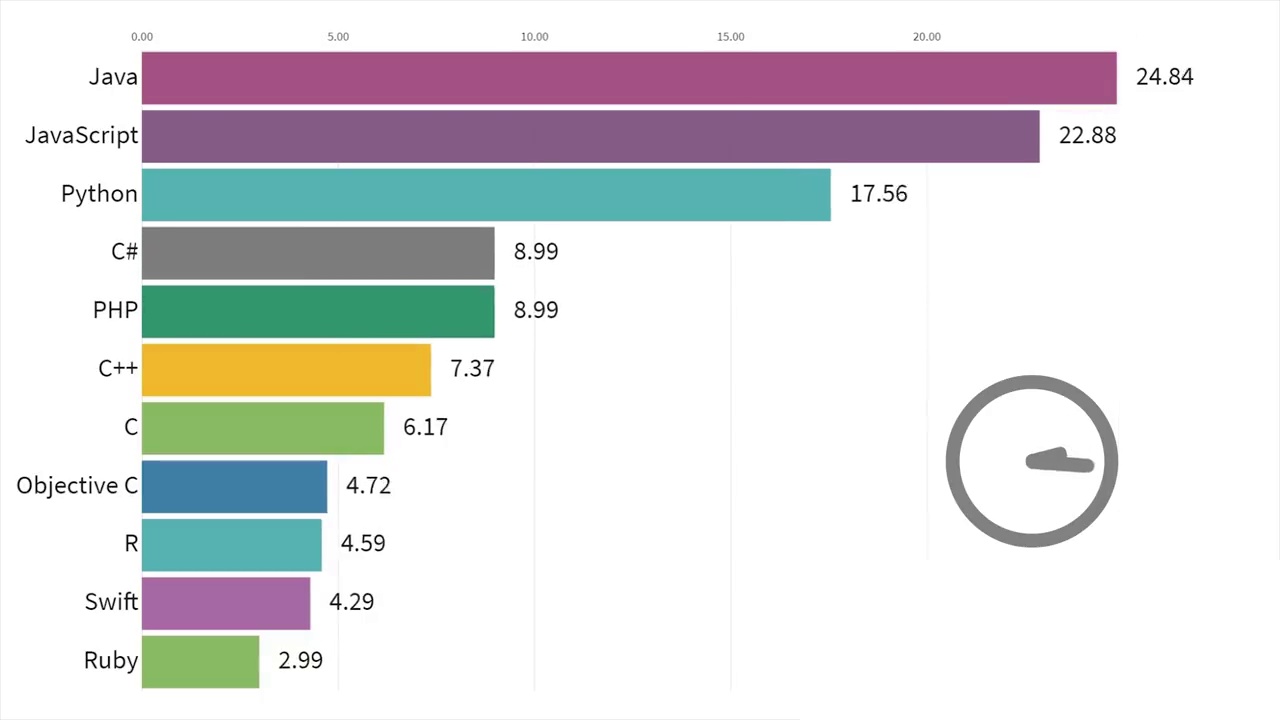 0.00 5.00 10.00 15.00 20.00
Java 24.84
JavaScript 22.88
Python 17.56
C# 8.99
PHP 8.99
C++ 7.37
C 6.17
Objective C 4.72
R 4.59
Swift 4.29
Ruby 2.99